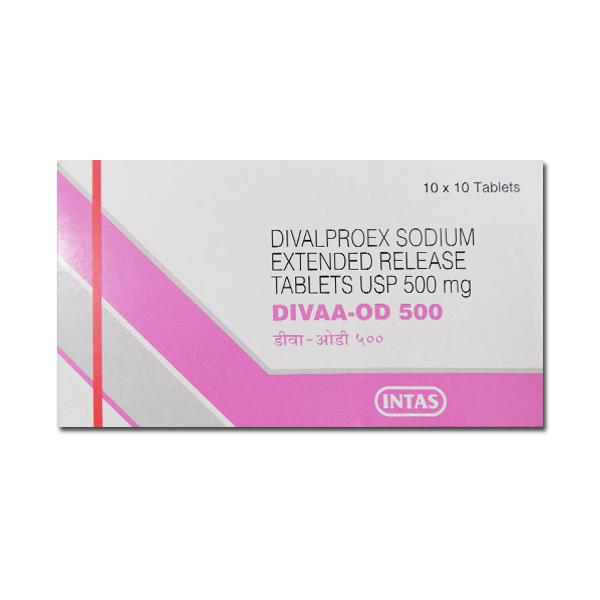 10 x 10 Tablets
DIVALPROEX SODIUM
EXTENDED RELEASE
TABLETS USP 500 mg
DIVAA-OD 500
डीवा - ओडी ५००
INTAS